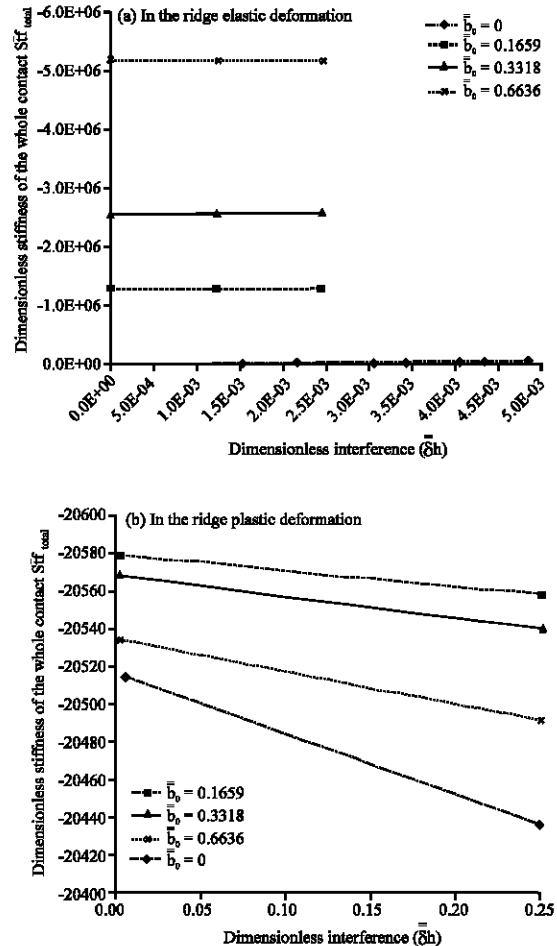 (a) In the ridge elastic deformation
b̿₀ = 0
b̿₀ = 0.1659
b̿₀ = 0.3318
b̿₀ = 0.6636
Dimensionless stiffness of the whole contact S̄tf total
-6.0E+06
-5.0E+06
-4.0E+06
-3.0E+06
-2.0E+06
-1.0E+06
0.0E+00
0.0E+00
5.0E-04
1.0E-03
1.5E-03
2.0E-03
2.5E-03
3.0E-03
3.5E-03
4.0E-03
4.5E-03
5.0E-03
Dimensionless interference (δ̿h)
(b) In the ridge plastic deformation
Dimensionless stiffness of the whole contact S̄tf total
-20600
-20580
-20560
-20540
-20520
-20500
-20480
-20460
-20440
-20420
-20400
b̿₀ = 0.1659
b̿₀ = 0.3318
b̿₀ = 0.6636
b̿₀ = 0
0.00
0.05
0.10
0.15
0.20
0.25
Dimensionless interference (δ̿h)